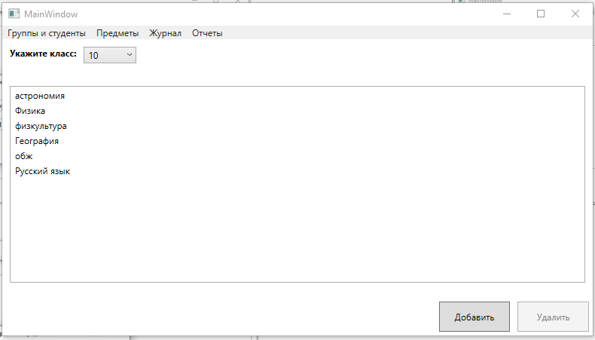 MainWindow
Группы и студенты Предметы Журнал Отчеты
Укажите класс: 10
астрономия
Физика
физкультура
География
обж
Русский язык
Добавить Удалить